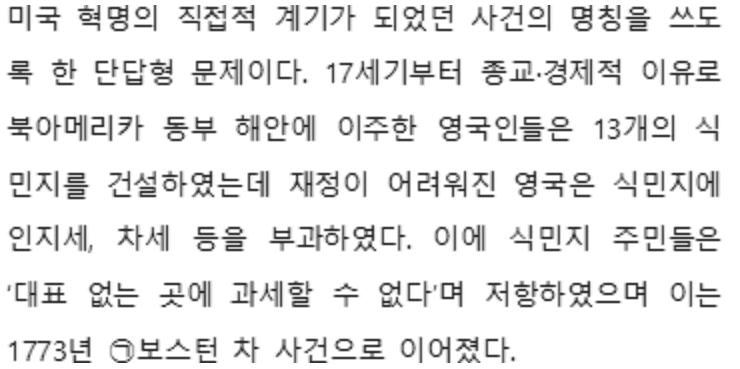 미국 혁명의 직접적 계기가 되었던 사건의 명칭을 쓰도
록 한 단답형 문제이다. 17세기부터 종교·경제적 이유로
북아메리카 동부 해안에 이주한 영국인들은 13개의 식
민지를 건설하였는데 재정이 어려워진 영국은 식민지에
인지세, 차세 등을 부과하였다. 이에 식민지 주민들은
‘대표 없는 곳에 과세할 수 없다’며 저항하였으며 이는
1773년 ㉠보스턴 차 사건으로 이어졌다.